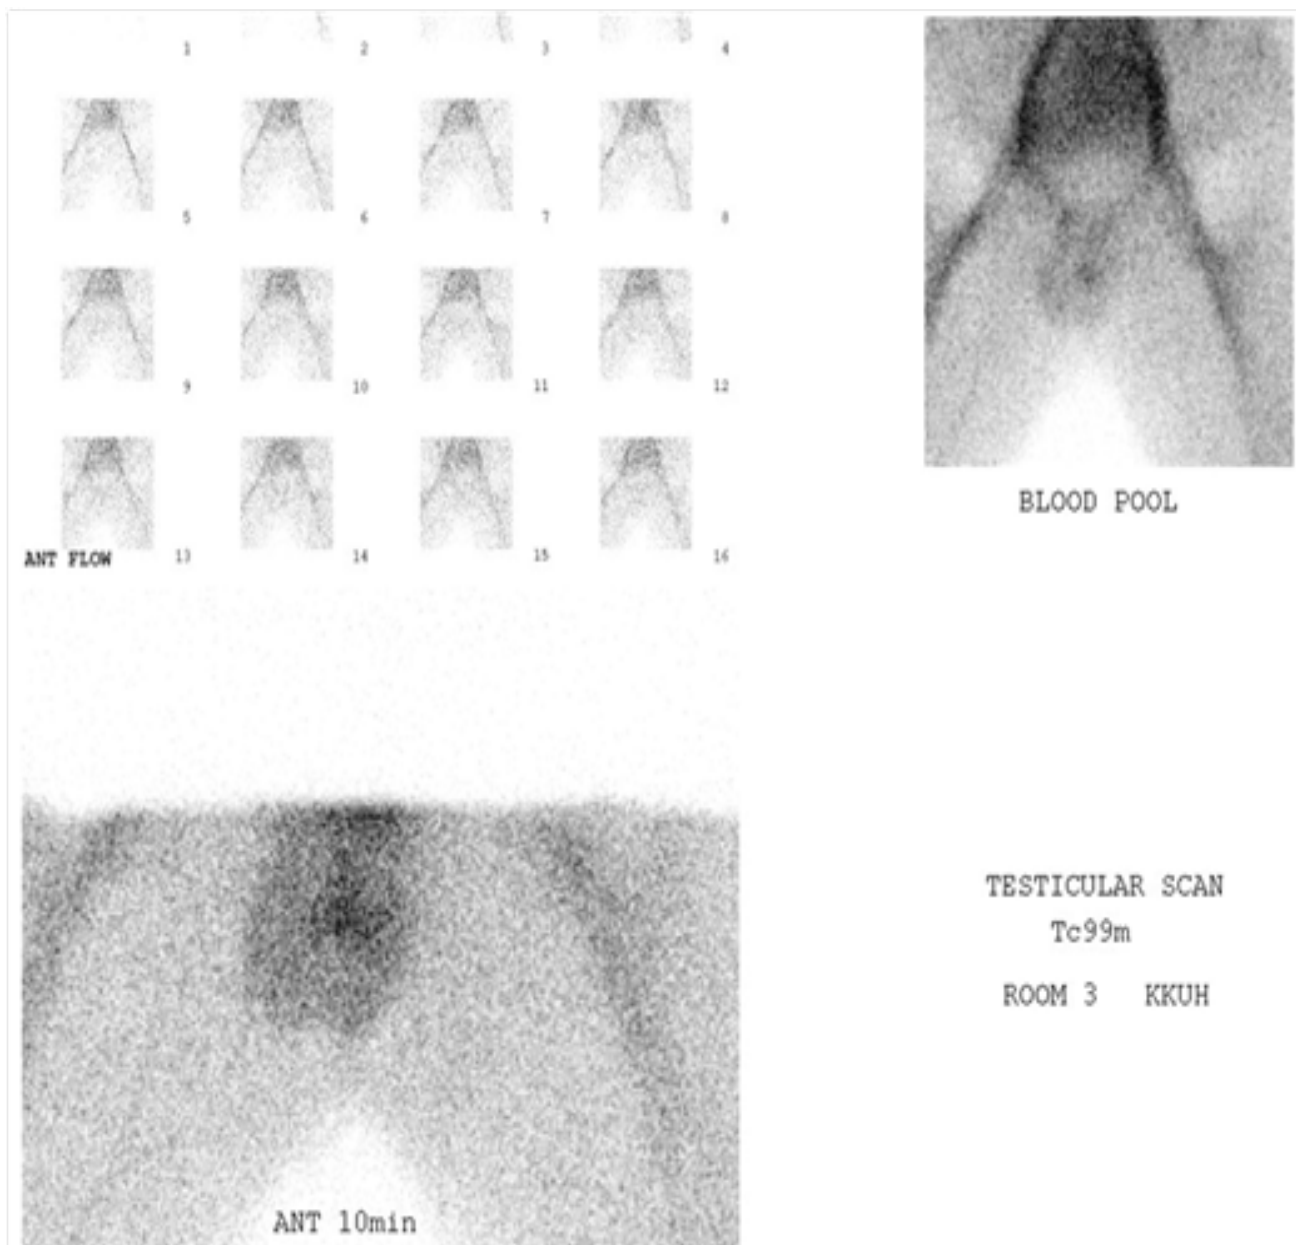 1 2 3 4
5 6 7 8
9 10 11 12
ANT FLOW 13 14 15 16
BLOOD POOL
TESTICULAR SCAN
Tc99m
ROOM 3 KKUH
ANT 10min